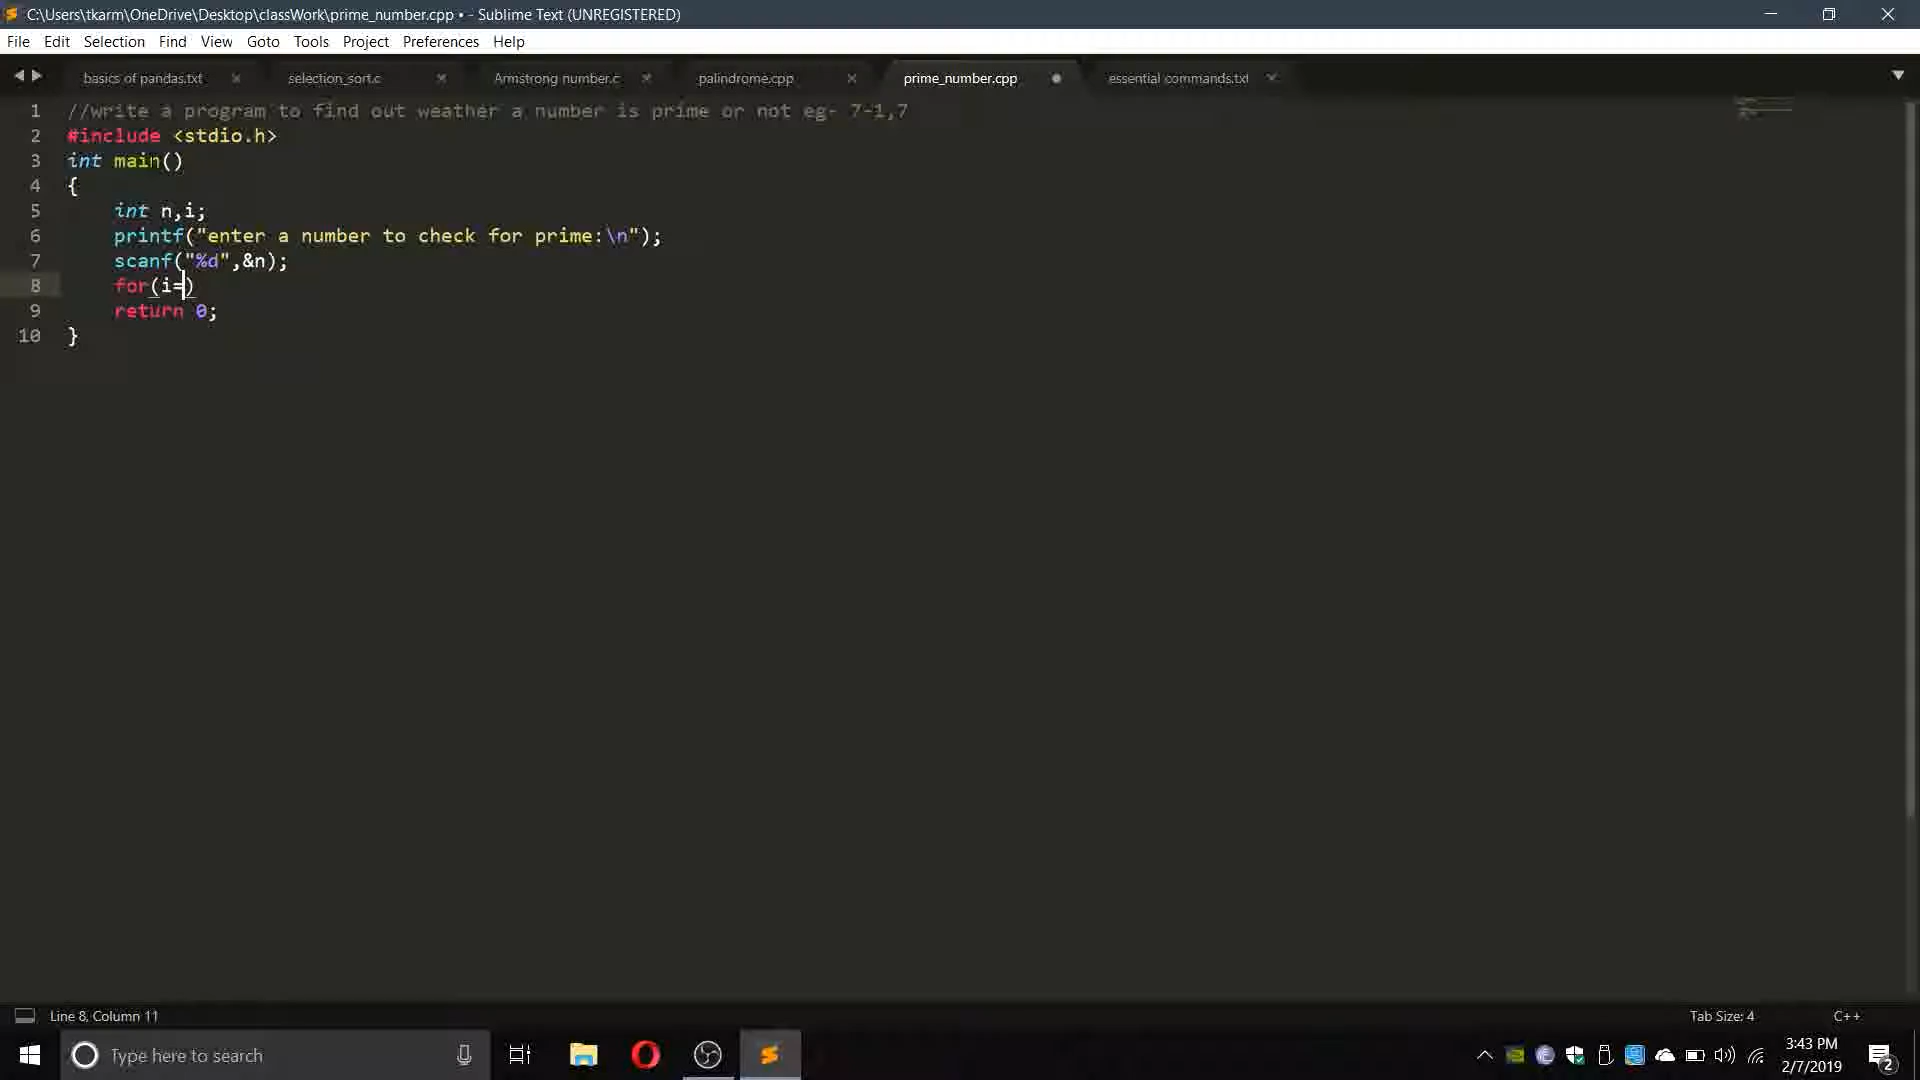 C:\Users\tkarm\OneDrive\Desktop\classWork\prime_number.cpp • - Sublime Text (UNREGISTERED)
File Edit Selection Find View Goto Tools Project Preferences Help
basics of pandas.txt selection_sort.c Armstrong number.c palindrome.cpp prime_number.cpp essential commands.txt
1 //write a program to find out weather a number is prime or not eg- 7-1,7
2 #include <stdio.h>
3 int main()
4 {
5 int n,i;
6 printf("enter a number to check for prime:\n");
7 scanf("%d",&n);
8 for(i=)
9 return 0;
10 }
Line 8, Column 11 Tab Size: 4 C++
Type here to search
3:43 PM
2/7/2019
2